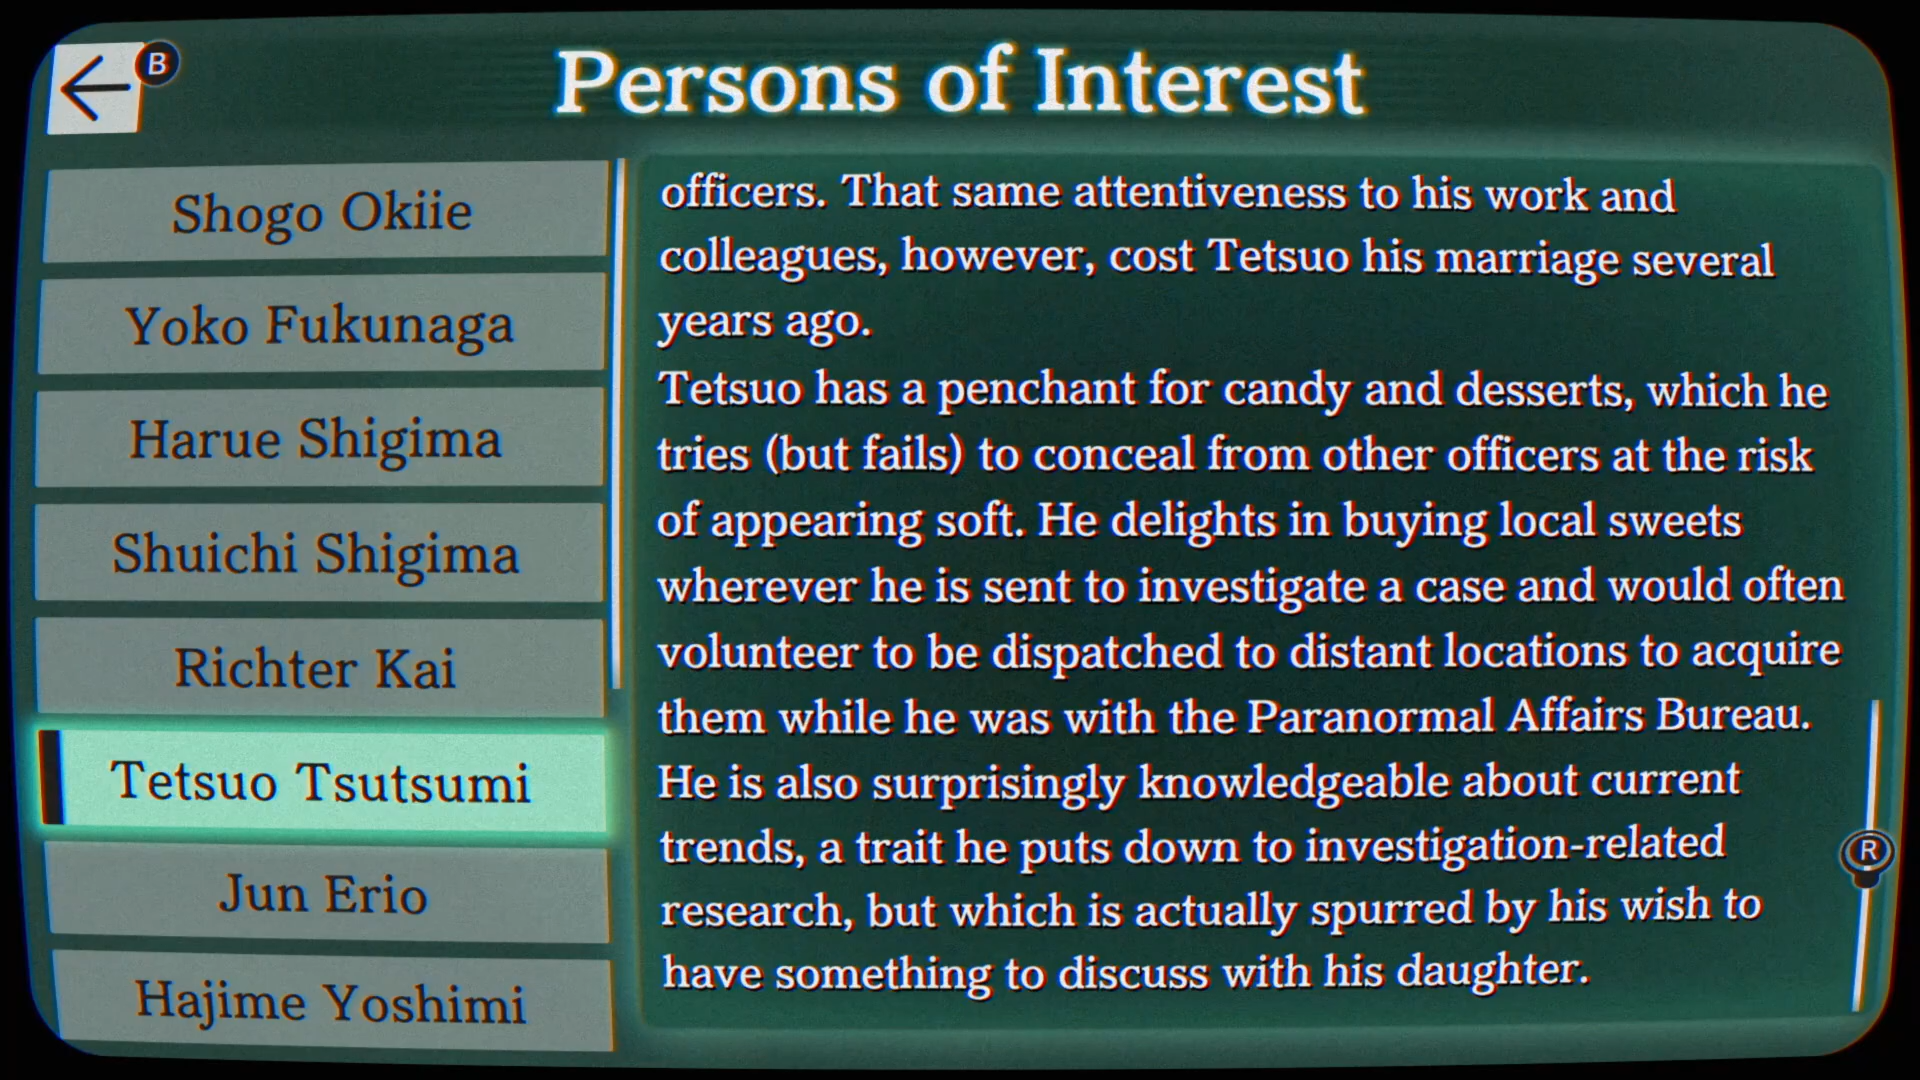 B
Persons of Interest
Shogo Okiie
Yoko Fukunaga
Harue Shigima
Shuichi Shigima
Richter Kai
Tetsuo Tsutsumi
Jun Erio
Hajime Yoshimi
officers. That same attentiveness to his work and
colleagues, however, cost Tetsuo his marriage several
years ago.
Tetsuo has a penchant for candy and desserts, which he
tries (but fails) to conceal from other officers at the risk
of appearing soft. He delights in buying local sweets
wherever he is sent to investigate a case and would often
volunteer to be dispatched to distant locations to acquire
them while he was with the Paranormal Affairs Bureau.
He is also surprisingly knowledgeable about current
trends, a trait he puts down to investigation-related
research, but which is actually spurred by his wish to
have something to discuss with his daughter.
R